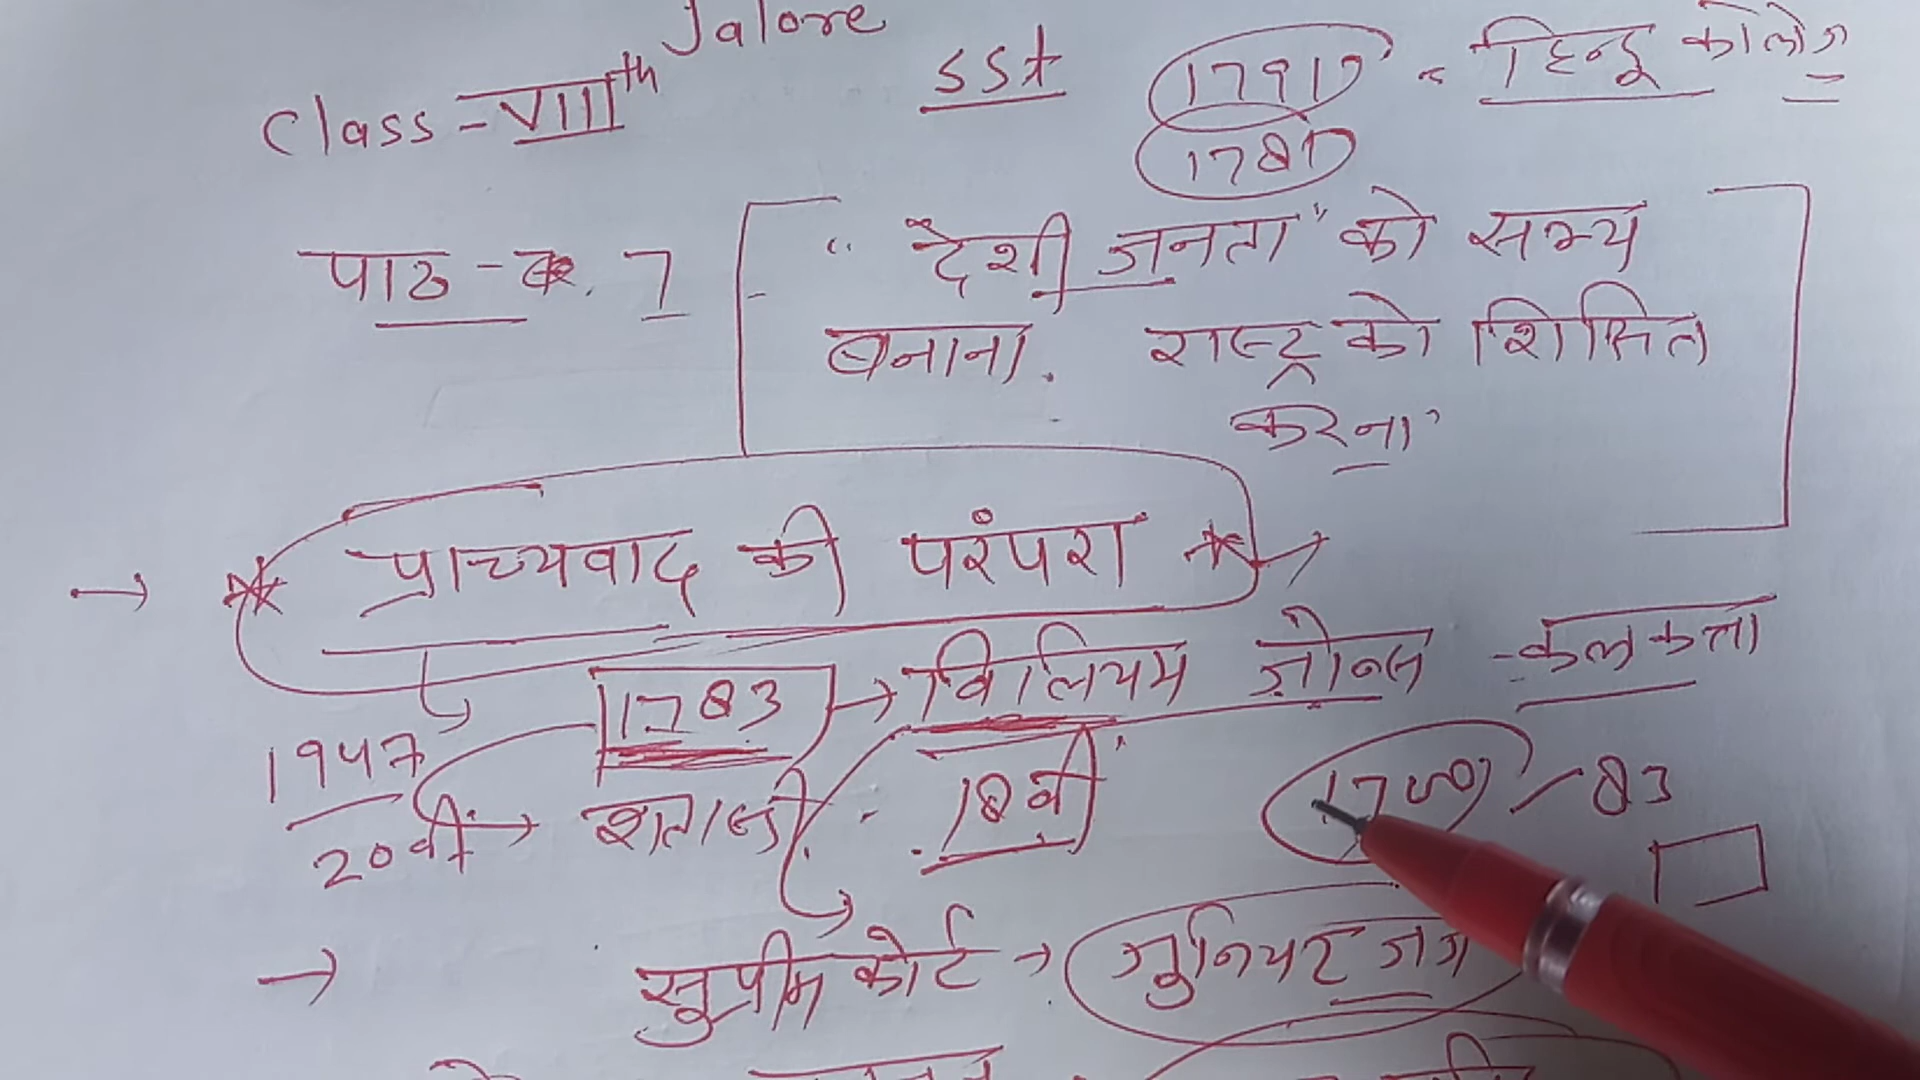 Jalore
Class - VIIIth SSt 1791 = हिन्दू कोलेज
1781
पाठ - 7 "देशी जनता" को सभ्य
बनाना. राष्ट्र को शिक्षित
करना"
→ * प्राच्यवाद की परंपरा * →
1783 → विलियम जोन्स - कलकत्ता
1947
20वीं → शताब्दी - 18वीं 1700 / 83
→ सुप्रीम कोर्ट → जुनियर जज